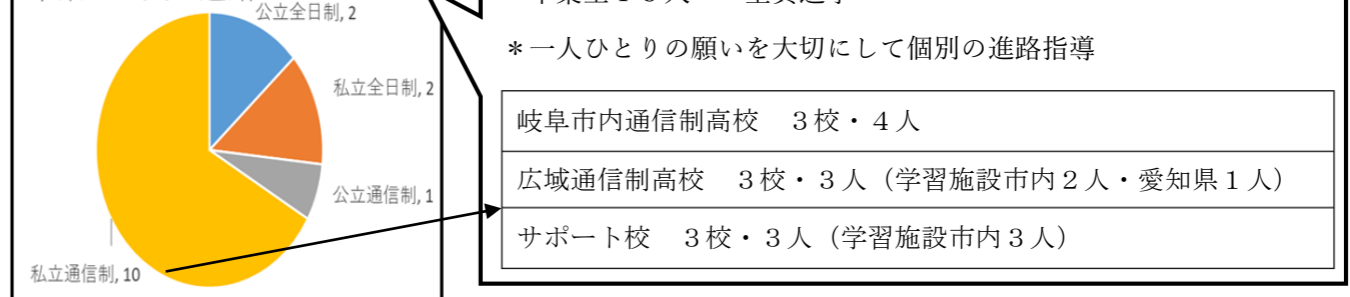 公立全日制, 2
私立全日制, 2
公立通信制, 1
私立通信制, 10
＊一人ひとりの願いを大切にして個別の進路指導
岐阜市内通信制高校　３校・４人
広域通信制高校　３校・３人（学習施設市内２人・愛知県１人）
サポート校　３校・３人（学習施設市内３人）